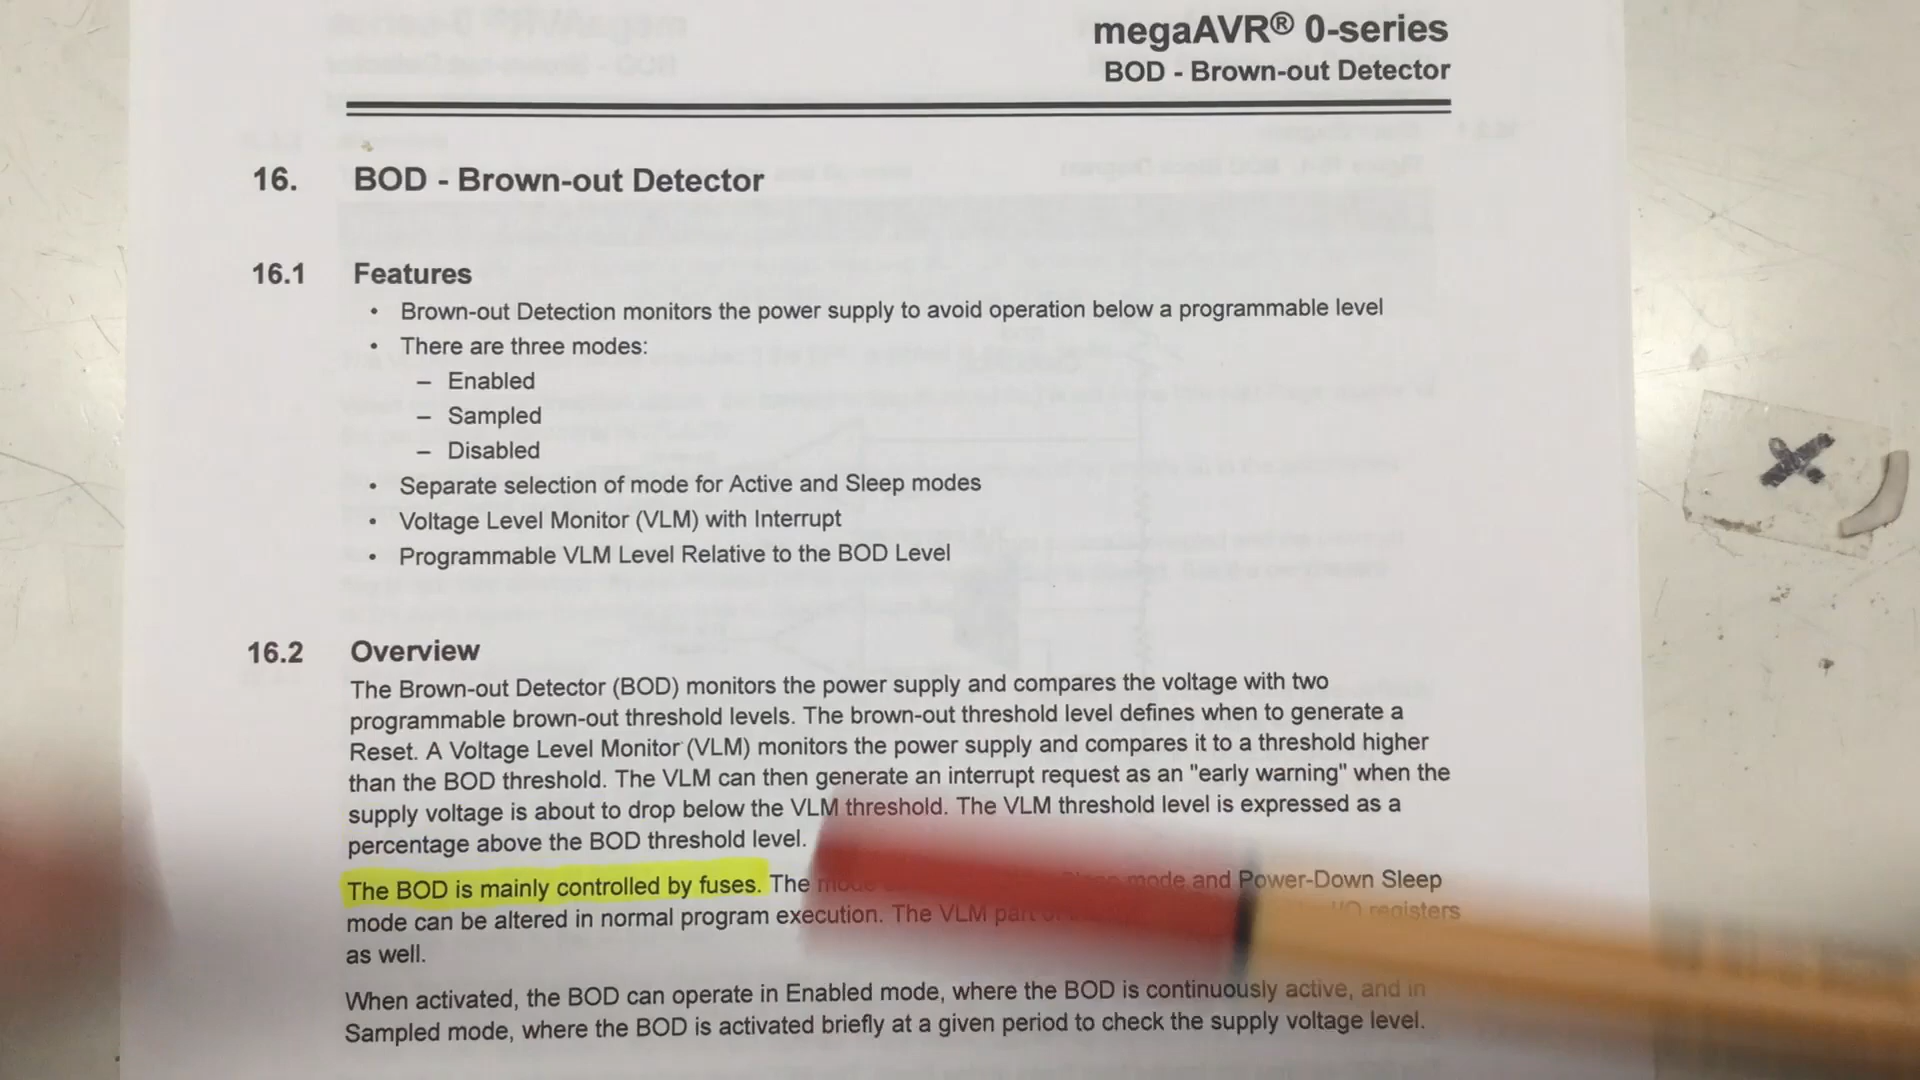 megaAVR® 0-series
BOD - Brown-out Detector
16. BOD - Brown-out Detector
16.1 Features
• Brown-out Detection monitors the power supply to avoid operation below a programmable level
• There are three modes:
– Enabled
– Sampled
– Disabled
• Separate selection of mode for Active and Sleep modes
• Voltage Level Monitor (VLM) with Interrupt
• Programmable VLM Level Relative to the BOD Level
16.2 Overview
The Brown-out Detector (BOD) monitors the power supply and compares the voltage with two
programmable brown-out threshold levels. The brown-out threshold level defines when to generate a
Reset. A Voltage Level Monitor (VLM) monitors the power supply and compares it to a threshold higher
than the BOD threshold. The VLM can then generate an interrupt request as an "early warning" when the
supply voltage is about to drop below the VLM threshold. The VLM threshold level is expressed as a
percentage above the BOD threshold level.
The BOD is mainly controlled by fuses. The mode mode and Power-Down Sleep
mode can be altered in normal program execution. The VLM part I/O registers
as well.
When activated, the BOD can operate in Enabled mode, where the BOD is continuously active, and in
Sampled mode, where the BOD is activated briefly at a given period to check the supply voltage level.